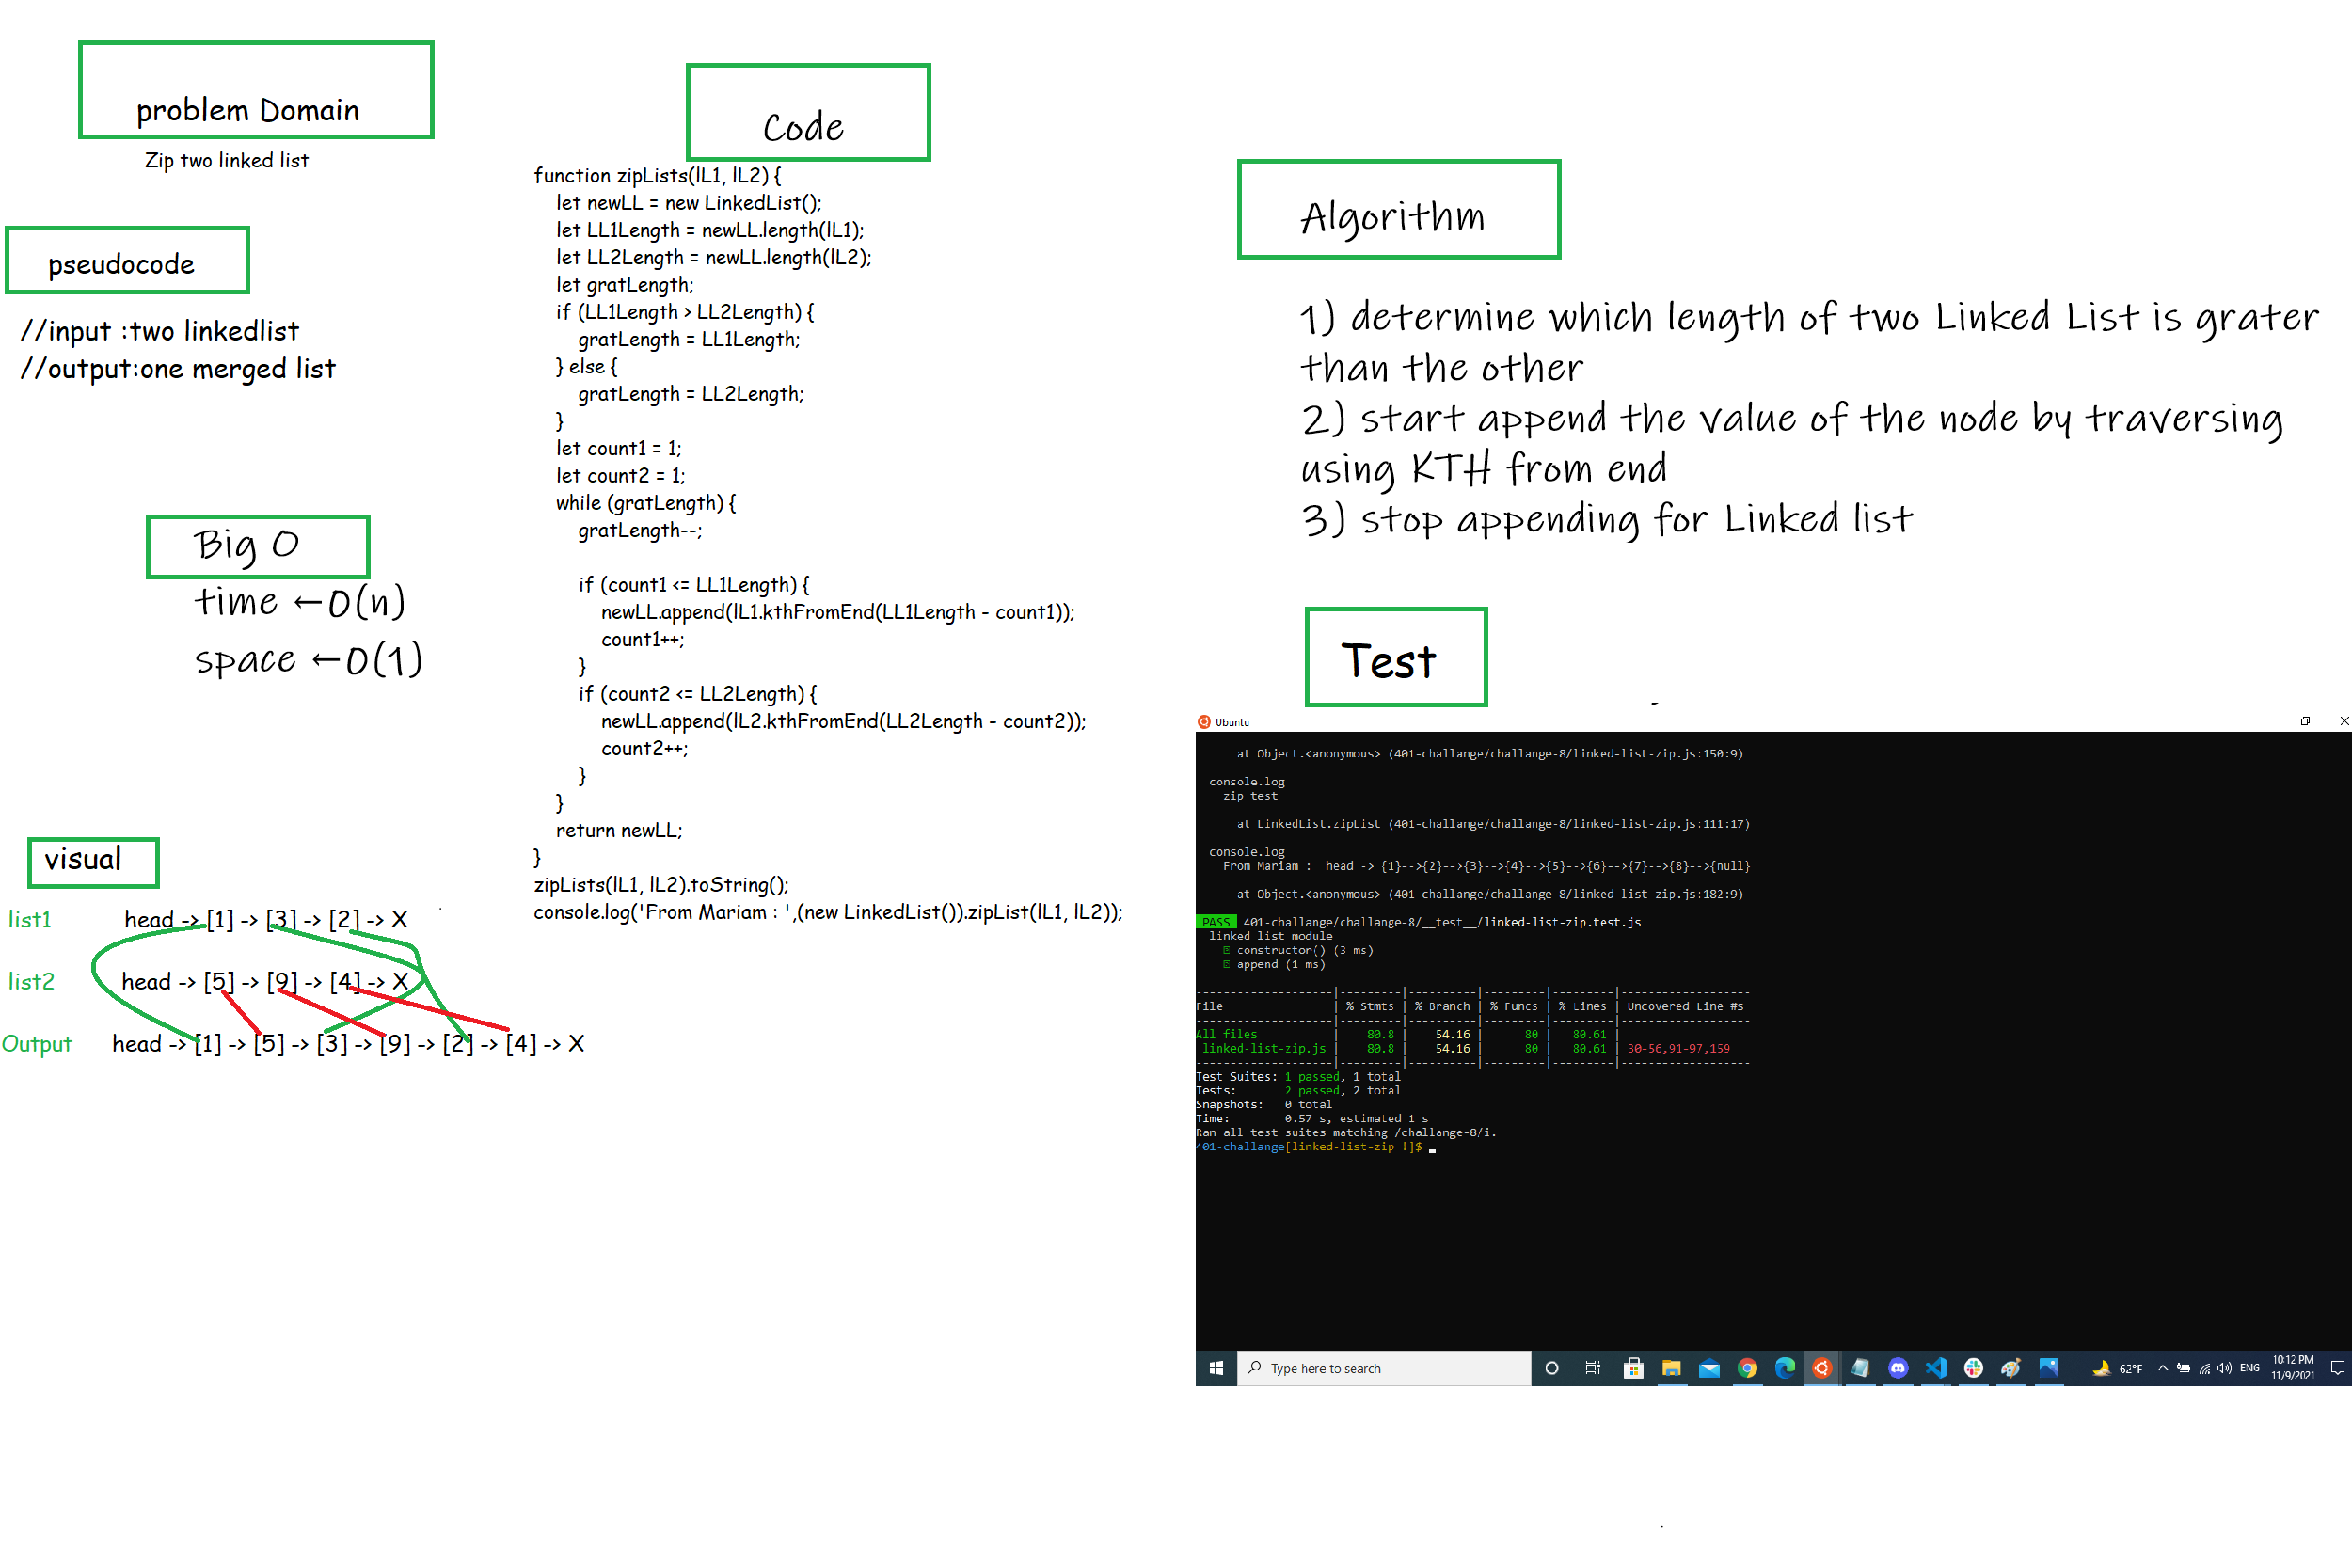 problem Domain
Zip two linked list
pseudocode
//input :two linkedlist
//output:one merged list
Big O
time ←O(n)
space ←O(1)
visual
list1 head -> [1] -> [3] -> [2] -> X
list2 head -> [5] -> [9] -> [4] -> X
Output head -> [1] -> [5] -> [3] -> [9] -> [2] -> [4] -> X
Code
function zipLists(lL1, lL2) {
let newLL = new LinkedList();
let LL1Length = newLL.length(lL1);
let LL2Length = newLL.length(lL2);
let gratLength;
if (LL1Length > LL2Length) {
gratLength = LL1Length;
} else {
gratLength = LL2Length;
}
let count1 = 1;
let count2 = 1;
while (gratLength) {
gratLength--;
if (count1 <= LL1Length) {
newLL.append(lL1.kthFromEnd(LL1Length - count1));
count1++;
}
if (count2 <= LL2Length) {
newLL.append(lL2.kthFromEnd(LL2Length - count2));
count2++;
}
}
return newLL;
}
zipLists(lL1, lL2).toString();
console.log('From Mariam : ',(new LinkedList()).zipList(lL1, lL2));
Algorithm
1) determine which length of two Linked List is grater
than the other
2) start append the value of the node by traversing
using KTH from end
3) stop appending for Linked list
Test
Ubuntu
at Object.<anonymous> (401-challange/challange-8/linked-list-zip.js:150:9)
console.log
zip test
at LinkedList.zipList (401-challange/challange-8/linked-list-zip.js:111:17)
console.log
From Mariam :  head -> {1}-->{2}-->{3}-->{4}-->{5}-->{6}-->{7}-->{8}-->{null}
at Object.<anonymous> (401-challange/challange-8/linked-list-zip.js:182:9)
PASS 401-challange/challange-8/__test__/linked-list-zip.test.js
linked list module
constructor() (3 ms)
append (1 ms)
--------------------|---------|----------|---------|---------|-------------------
File | % Stmts | % Branch | % Funcs | % Lines | Uncovered Line #s
--------------------|---------|----------|---------|---------|-------------------
All files | 80.8 | 54.16 | 80 | 80.61 |
linked-list-zip.js | 80.8 | 54.16 | 80 | 80.61 | 30-56,91-97,159
--------------------|---------|----------|---------|---------|-------------------
Test Suites: 1 passed, 1 total
Tests: 2 passed, 2 total
Snapshots: 0 total
Time: 0.57 s, estimated 1 s
Ran all test suites matching /challange-8/i.
401-challange[linked-list-zip !]$
Type here to search
62°F
ENG
10:12 PM
11/9/2021